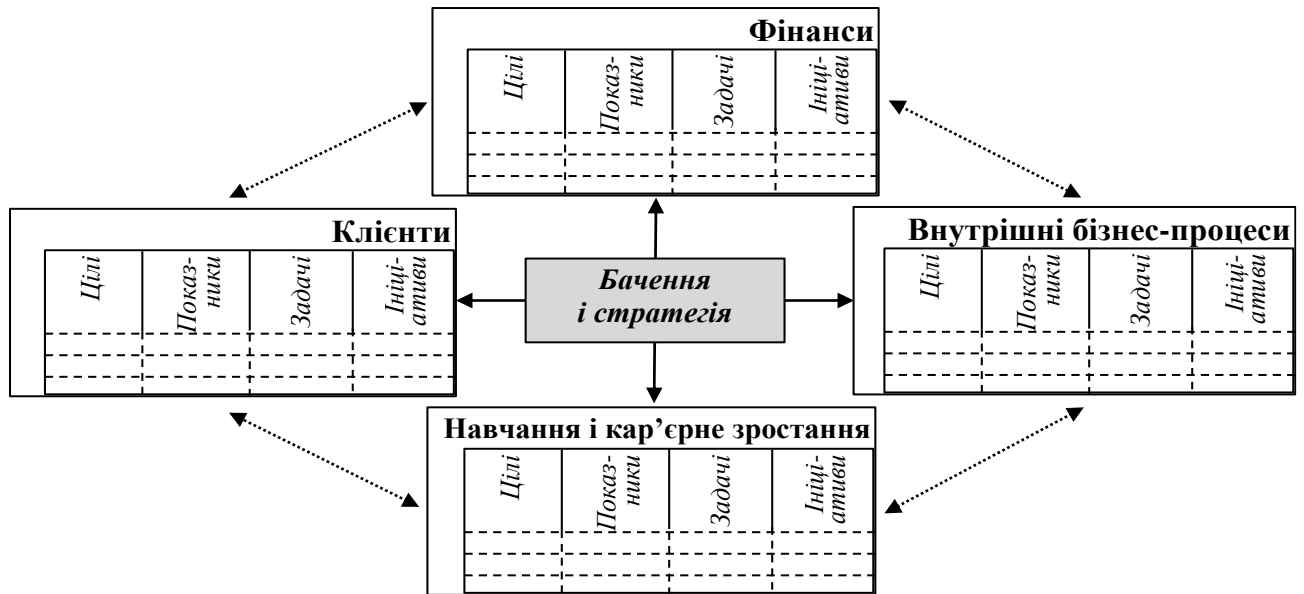 Фінанси
Цілі
Показ-
ники
Задачі
Ініці-
ативи
Клієнти
Цілі
Показ-
ники
Задачі
Ініці-
ативи
Бачення
і стратегія
Внутрішні бізнес-процеси
Цілі
Показ-
ники
Задачі
Ініці-
ативи
Навчання і кар’єрне зростання
Цілі
Показ-
ники
Задачі
Ініці-
ативи